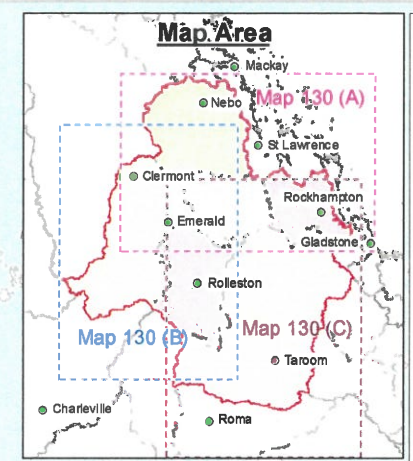 Map Area
Mackay
Nebo
Map 130 (A)
St Lawrence
Clermont
Rockhampton
Emerald
Gladstone
Rolleston
Map 130 (C)
Map 130 (B)
Taroom
Charleville
Roma